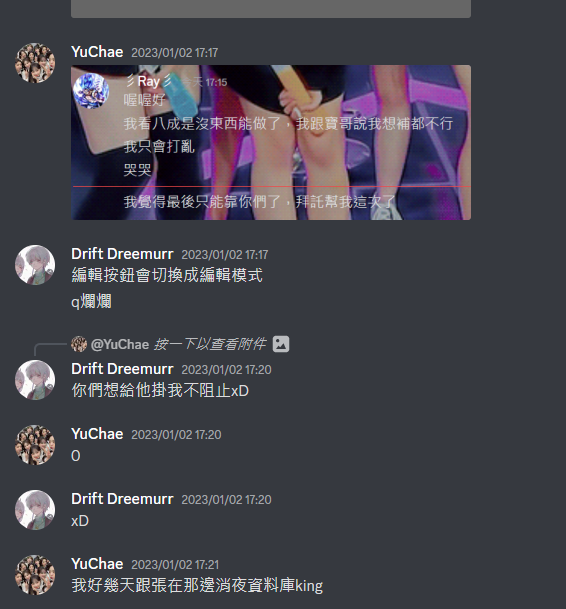 YuChae 2023/01/02 17:17
彡Ray彡 天 17:15
喔喔好
我看八成是沒東西能做了，我跟寶哥說我想補都不行
我只會打亂
哭哭
我覺得最後只能靠你們了，拜託幫我這次了
Drift Dreemurr 2023/01/02 17:17
編輯按鈕會切換成編輯模式
q爛爛
@YuChae 按一下以查看附件
Drift Dreemurr 2023/01/02 17:20
你們想給他掛我不阻止xD
YuChae 2023/01/02 17:20
0
Drift Dreemurr 2023/01/02 17:20
xD
YuChae 2023/01/02 17:21
我好幾天跟張在那邊消夜資料庫king